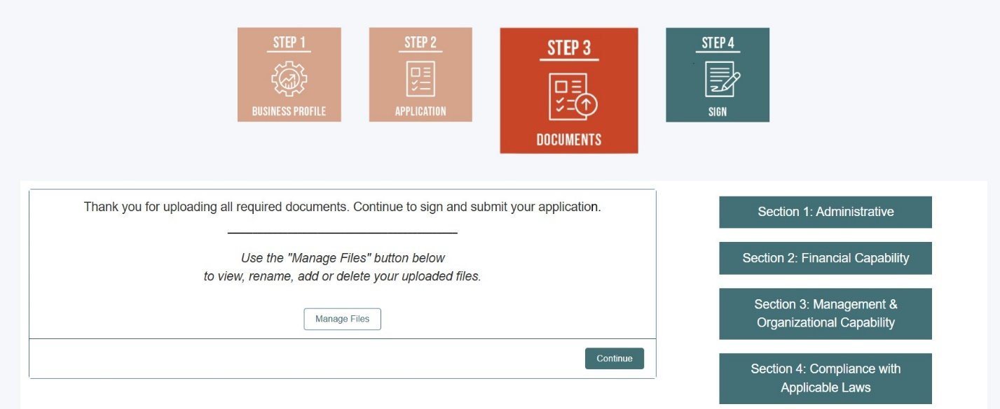 STEP 1
BUSINESS PROFILE
STEP 2
APPLICATION
STEP 3
DOCUMENTS
STEP 4
SIGN
Thank you for uploading all required documents. Continue to sign and submit your application.
Use the "Manage Files" button below
to view, rename, add or delete your uploaded files.
Manage Files
Continue
Section 1: Administrative
Section 2: Financial Capability
Section 3: Management &
Organizational Capability
Section 4: Compliance with
Applicable Laws